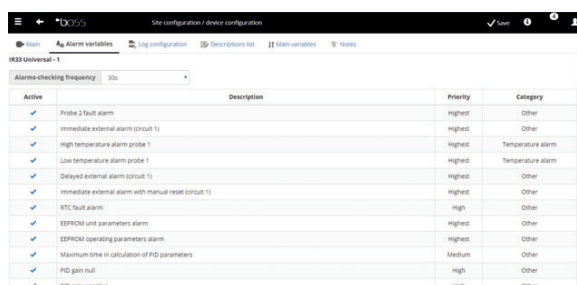 boss Site configuration / device configuration Save 4
Main Alarm variables Log configuration Descriptions list Main variables Notes
IR33 Universal - 1
Alarms-checking frequency 30s
Active Description Priority Category
Probe 2 fault alarm Highest Other
Immediate external alarm (circuit 1) Highest Other
High temperature alarm probe 1 Highest Temperature alarm
Low temperature alarm probe 1 Highest Temperature alarm
Delayed external alarm (circuit 1) Highest Other
Immediate external alarm with manual reset (circuit 1) Highest Other
RTC fault alarm High Other
EEPROM unit parameters alarm Highest Other
EEPROM operating parameters alarm Highest Other
Maximum time in calculation of PID parameters Medium Other
PID gain null High Other